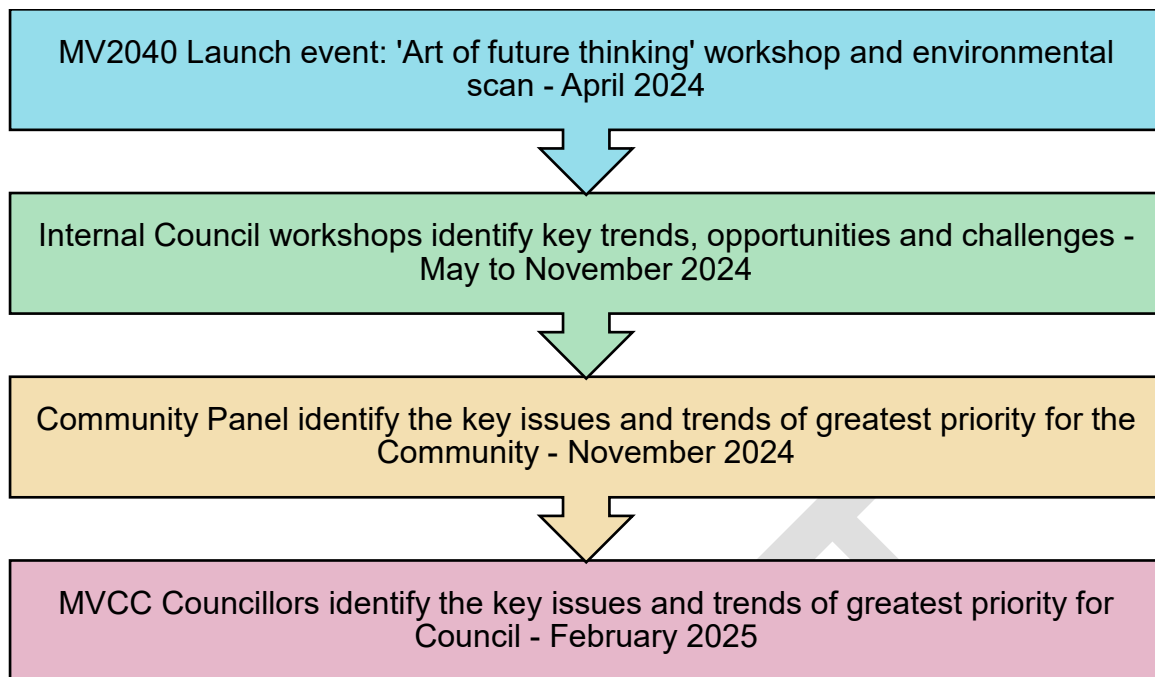 MV2040 Launch event: 'Art of future thinking' workshop and environmental
scan - April 2024
Internal Council workshops identify key trends, opportunities and challenges -
May to November 2024
Community Panel identify the key issues and trends of greatest priority for the
Community - November 2024
MVCC Councillors identify the key issues and trends of greatest priority for
Council - February 2025